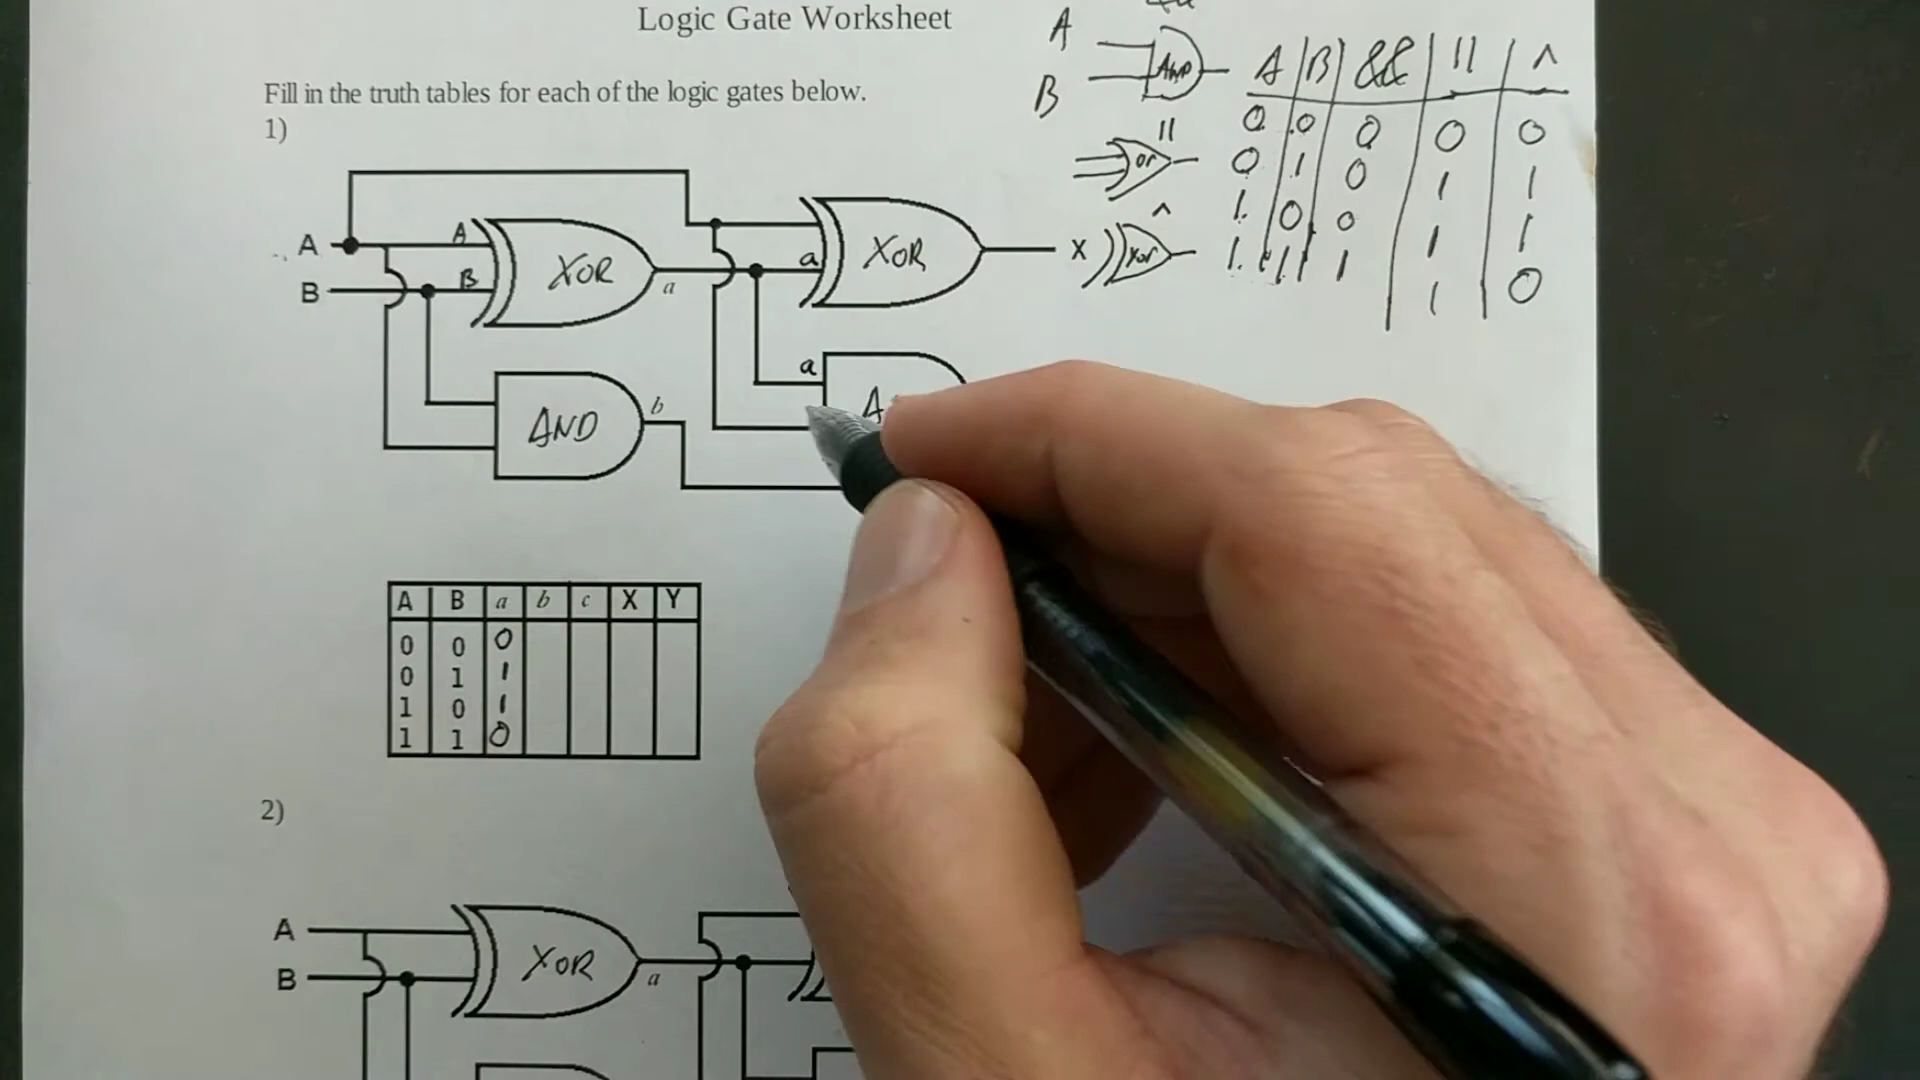 Logic Gate Worksheet
Fill in the truth tables for each of the logic gates below.
1)
A
B
A
B
XOR
a
a
XOR
X
AND
b
a
A
A
B
AND
||
or
^
xor
A B && || ^
0 0 0 0 0
0 1 0 1 1
1 0 0 1 1
1 1 1 1 0
A B a b c X Y
0 0 0
0 1 1
1 0 1
1 1 0
2)
A
B
XOR
a